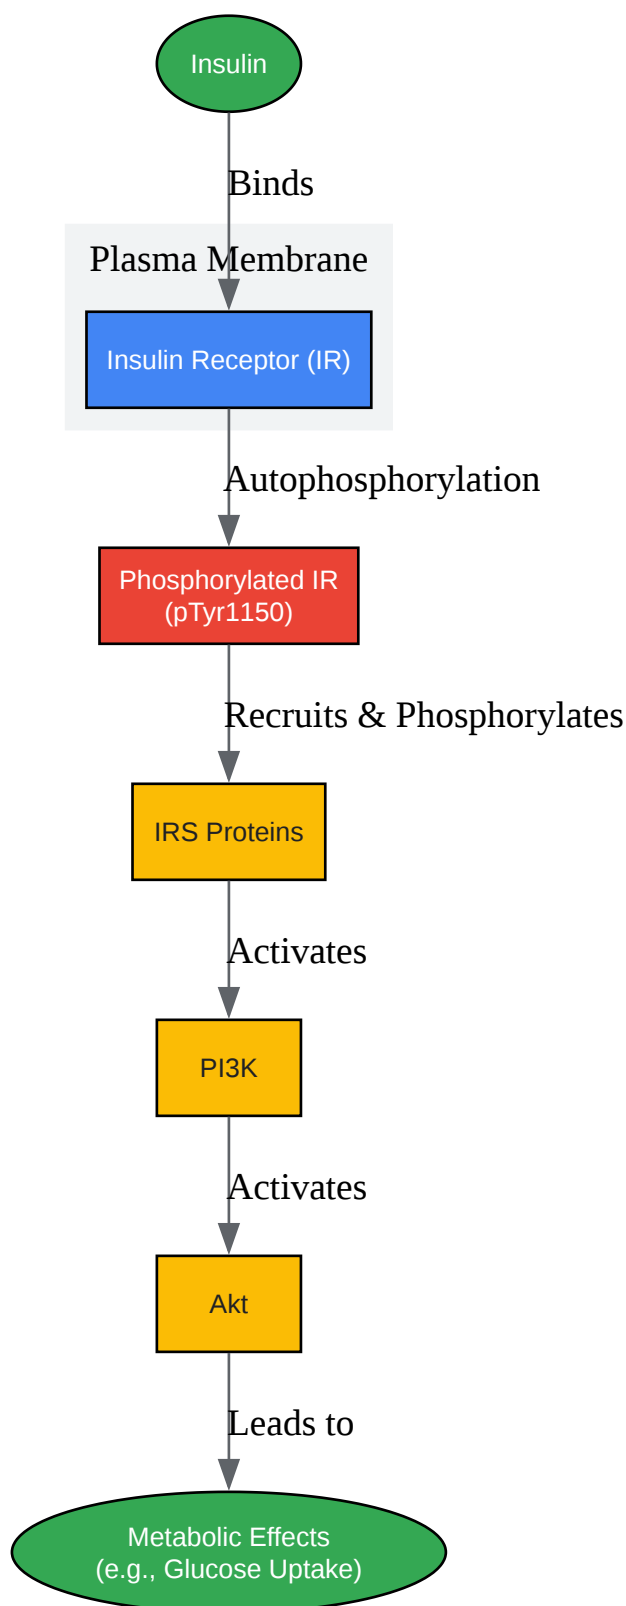 Insulin
Binds
Plasma Membrane
Insulin Receptor (IR)
Autophosphorylation
Phosphorylated IR
(pTyr1150)
Recruits & Phosphorylates
IRS Proteins
Activates
PI3K
Activates
Akt
Leads to
Metabolic Effects
(e.g., Glucose Uptake)